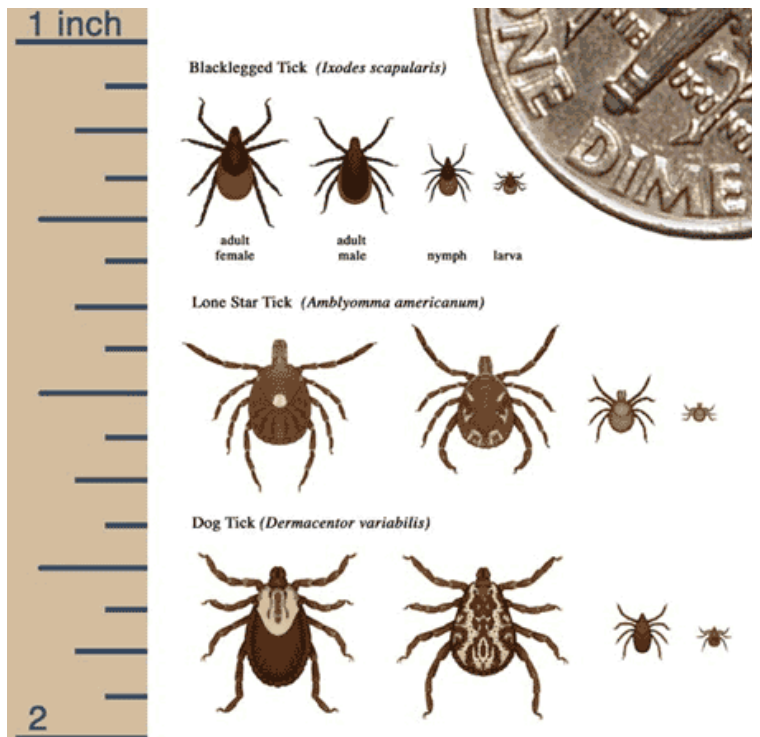 1 inch
Blacklegged Tick (Ixodes scapularis)
ONE DIME
adult female
adult male
nymph
larva
Lone Star Tick (Amblyomma americanum)
Dog Tick (Dermacentor variabilis)
2